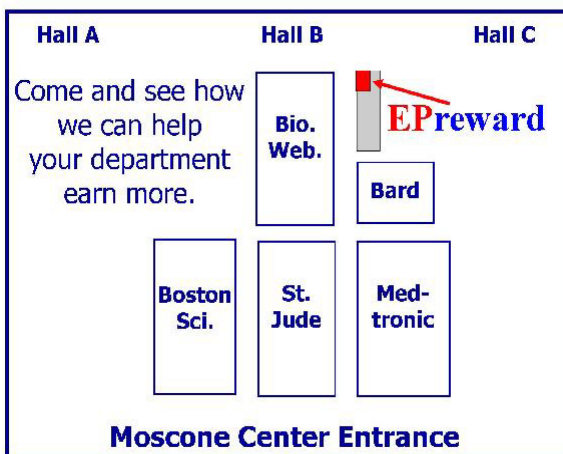 Hall A
Hall B
Hall C
Come and see how
we can help
your department
earn more.
Bio.
Web.
EPreward
Bard
Boston
Sci.
St.
Jude
Med-
tronic
Moscone Center Entrance